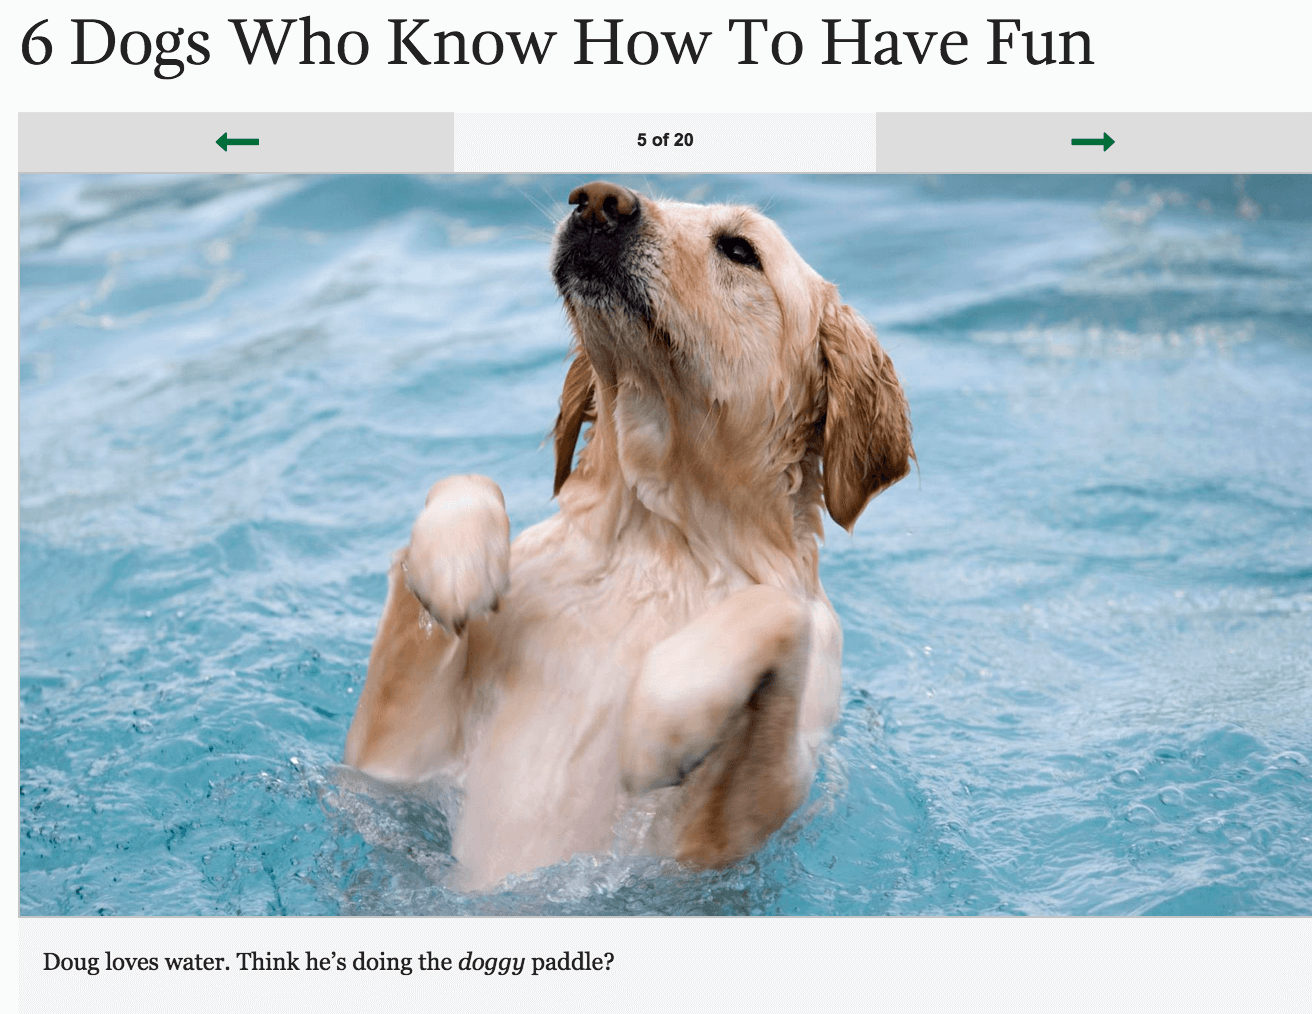 6 Dogs Who Know How To Have Fun
5 of 20
Doug loves water. Think he’s doing the doggy paddle?